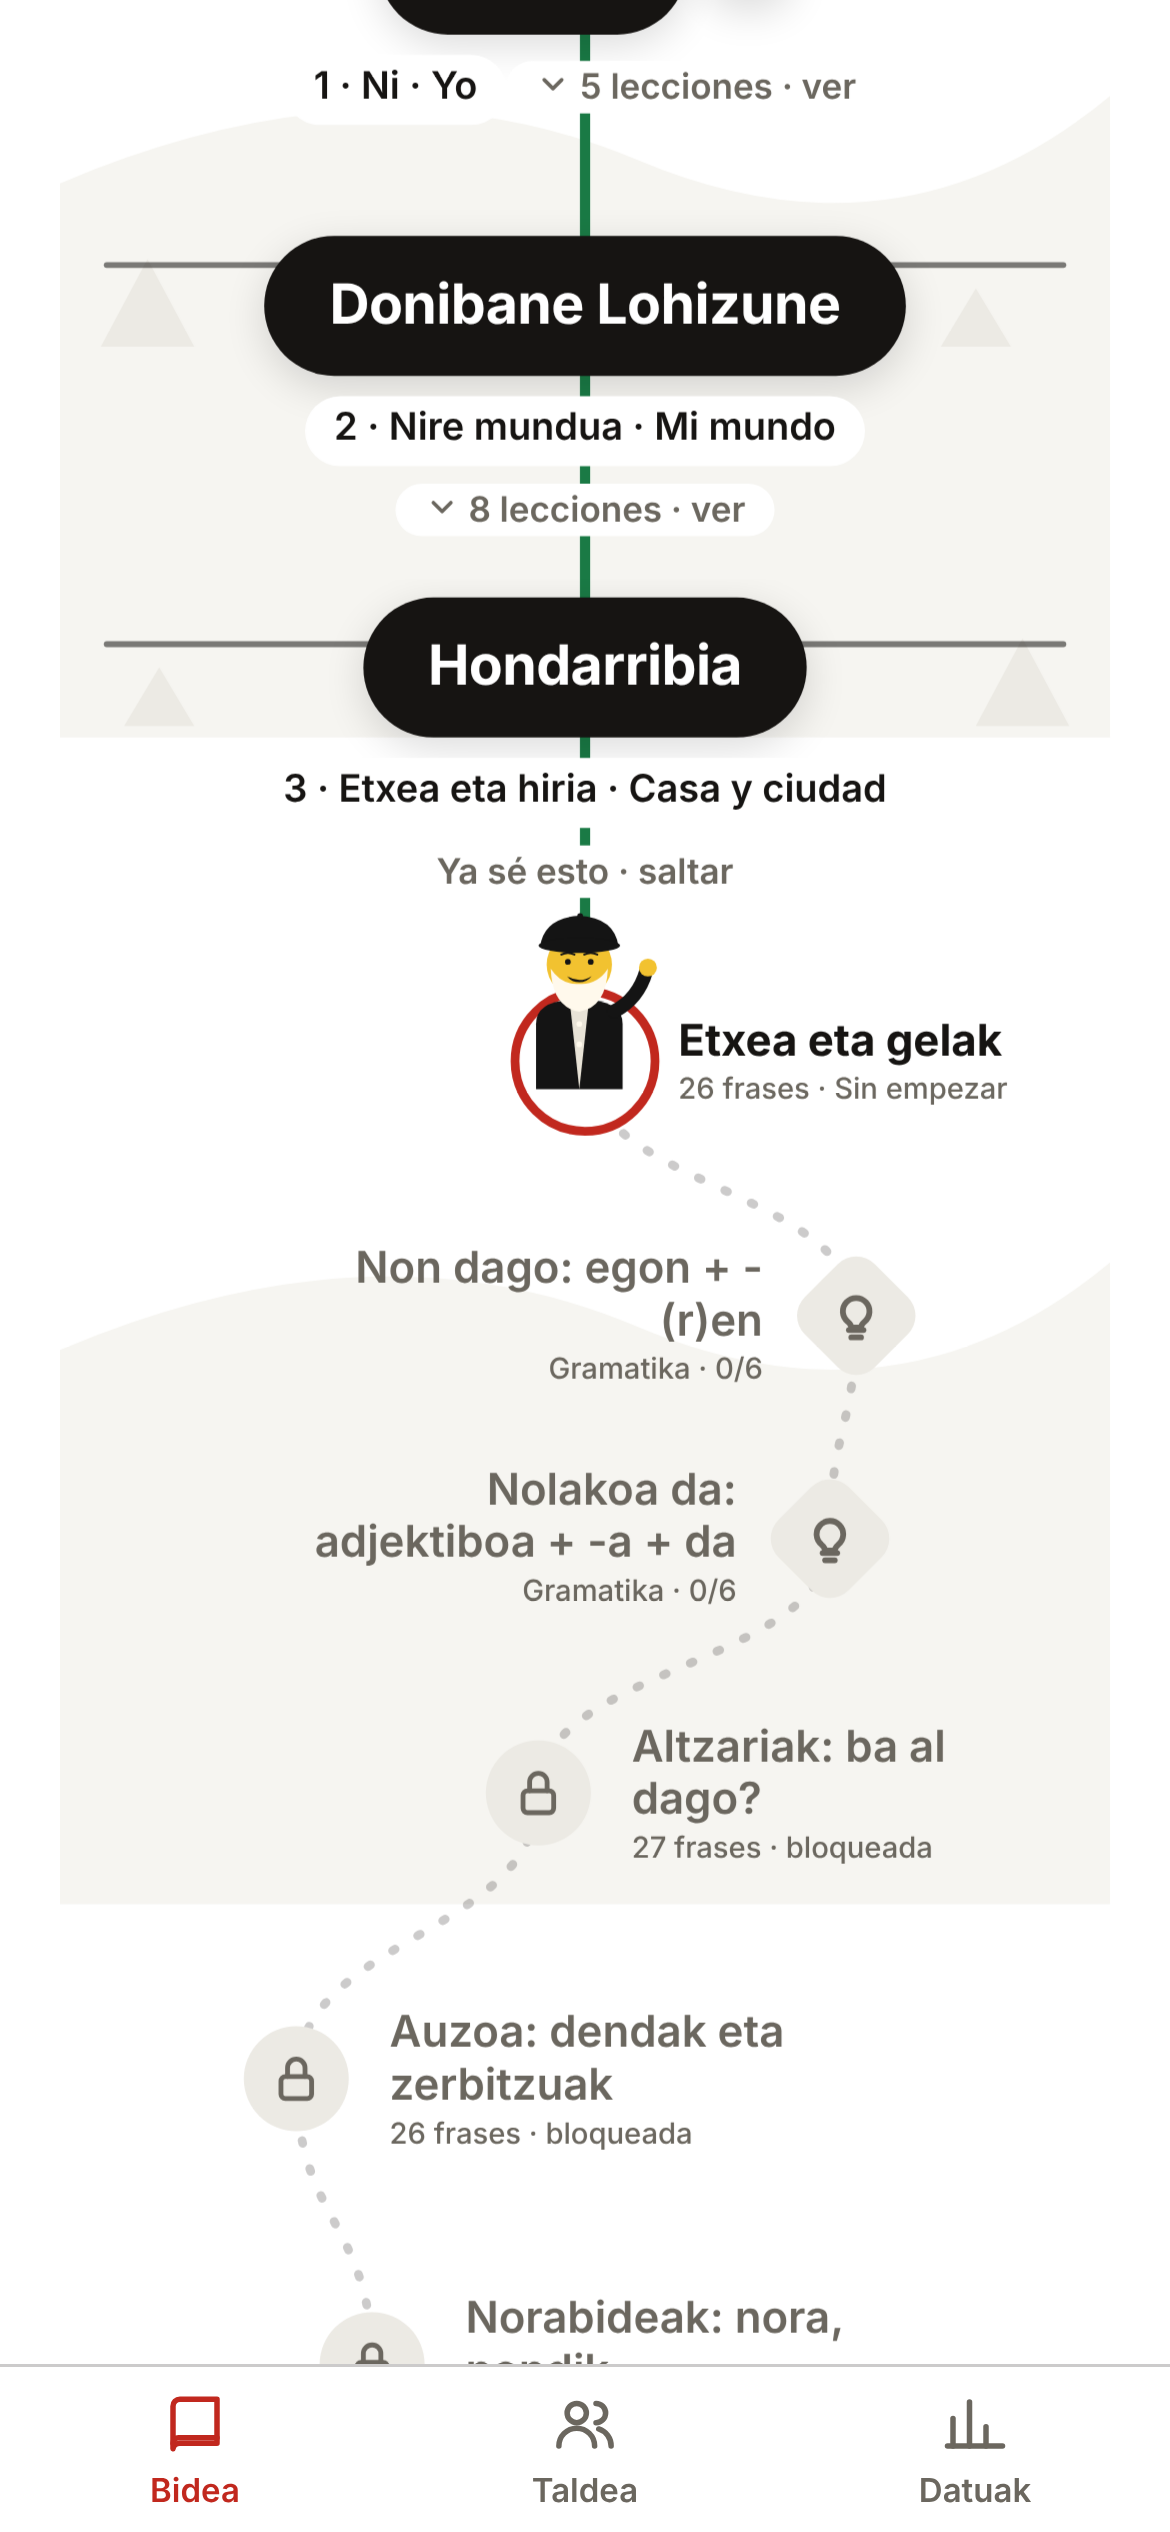 1 · Ni · Yo
5 lecciones · ver
Donibane Lohizune
2 · Nire mundua · Mi mundo
8 lecciones · ver
Hondarribia
3 · Etxea eta hiria · Casa y ciudad
Ya sé esto · saltar
Etxea eta gelak
26 frases · Sin empezar
Non dago: egon + -
(r)en
Gramatika · 0/6
Nolakoa da:
adjektiboa + -a + da
Gramatika · 0/6
Altzariak: ba al
dago?
27 frases · bloqueada
Auzoa: dendak eta
zerbitzuak
26 frases · bloqueada
Norabideak: nora,
Bidea
Taldea
Datuak